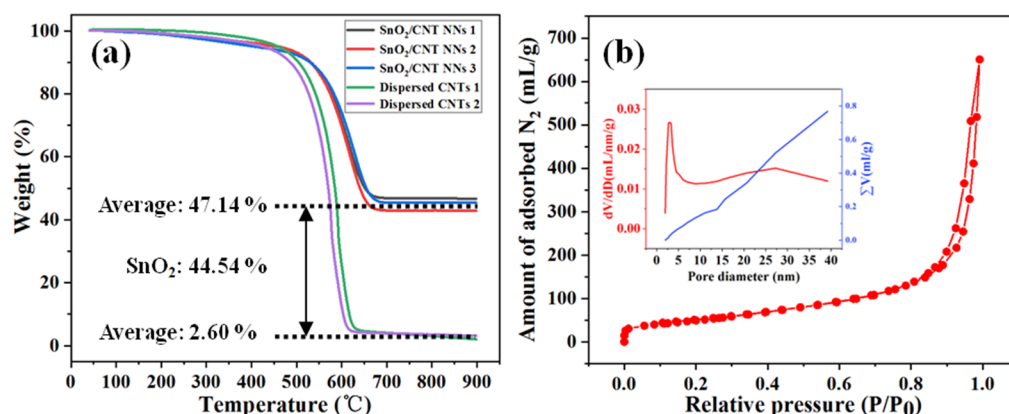 (a)
SnO₂/CNT NNs 1
SnO₂/CNT NNs 2
SnO₂/CNT NNs 3
Dispersed CNTs 1
Dispersed CNTs 2
Weight (%)
100
80
60
40
20
0
Average: 47.14 %
SnO₂: 44.54 %
Average: 2.60 %
0 100 200 300 400 500 600 700 800 900
Temperature (℃)
(b)
Amount of adsorbed N₂ (mL/g)
700
600
500
400
300
200
100
0
dV/dD(mL/nm/g)
0.03
0.02
0.01
0.00
∑V(ml/g)
0.8
0.6
0.4
0.2
0.0
0 5 10 15 20 25 30 35 40
Pore diameter (nm)
0.0 0.2 0.4 0.6 0.8 1.0
Relative pressure (P/P₀)